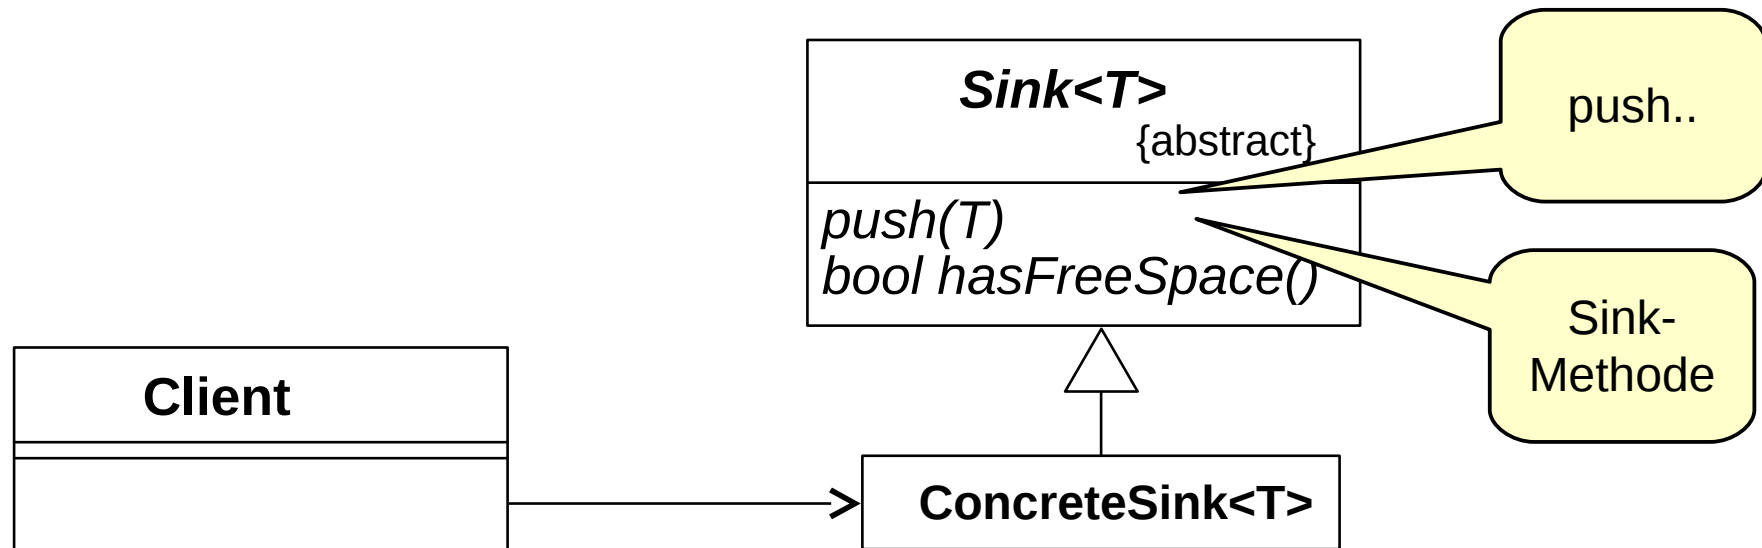 Sink<T>
{abstract}
push(T)
bool hasFreeSpace()
push..
Sink-
Methode
Client
ConcreteSink<T>